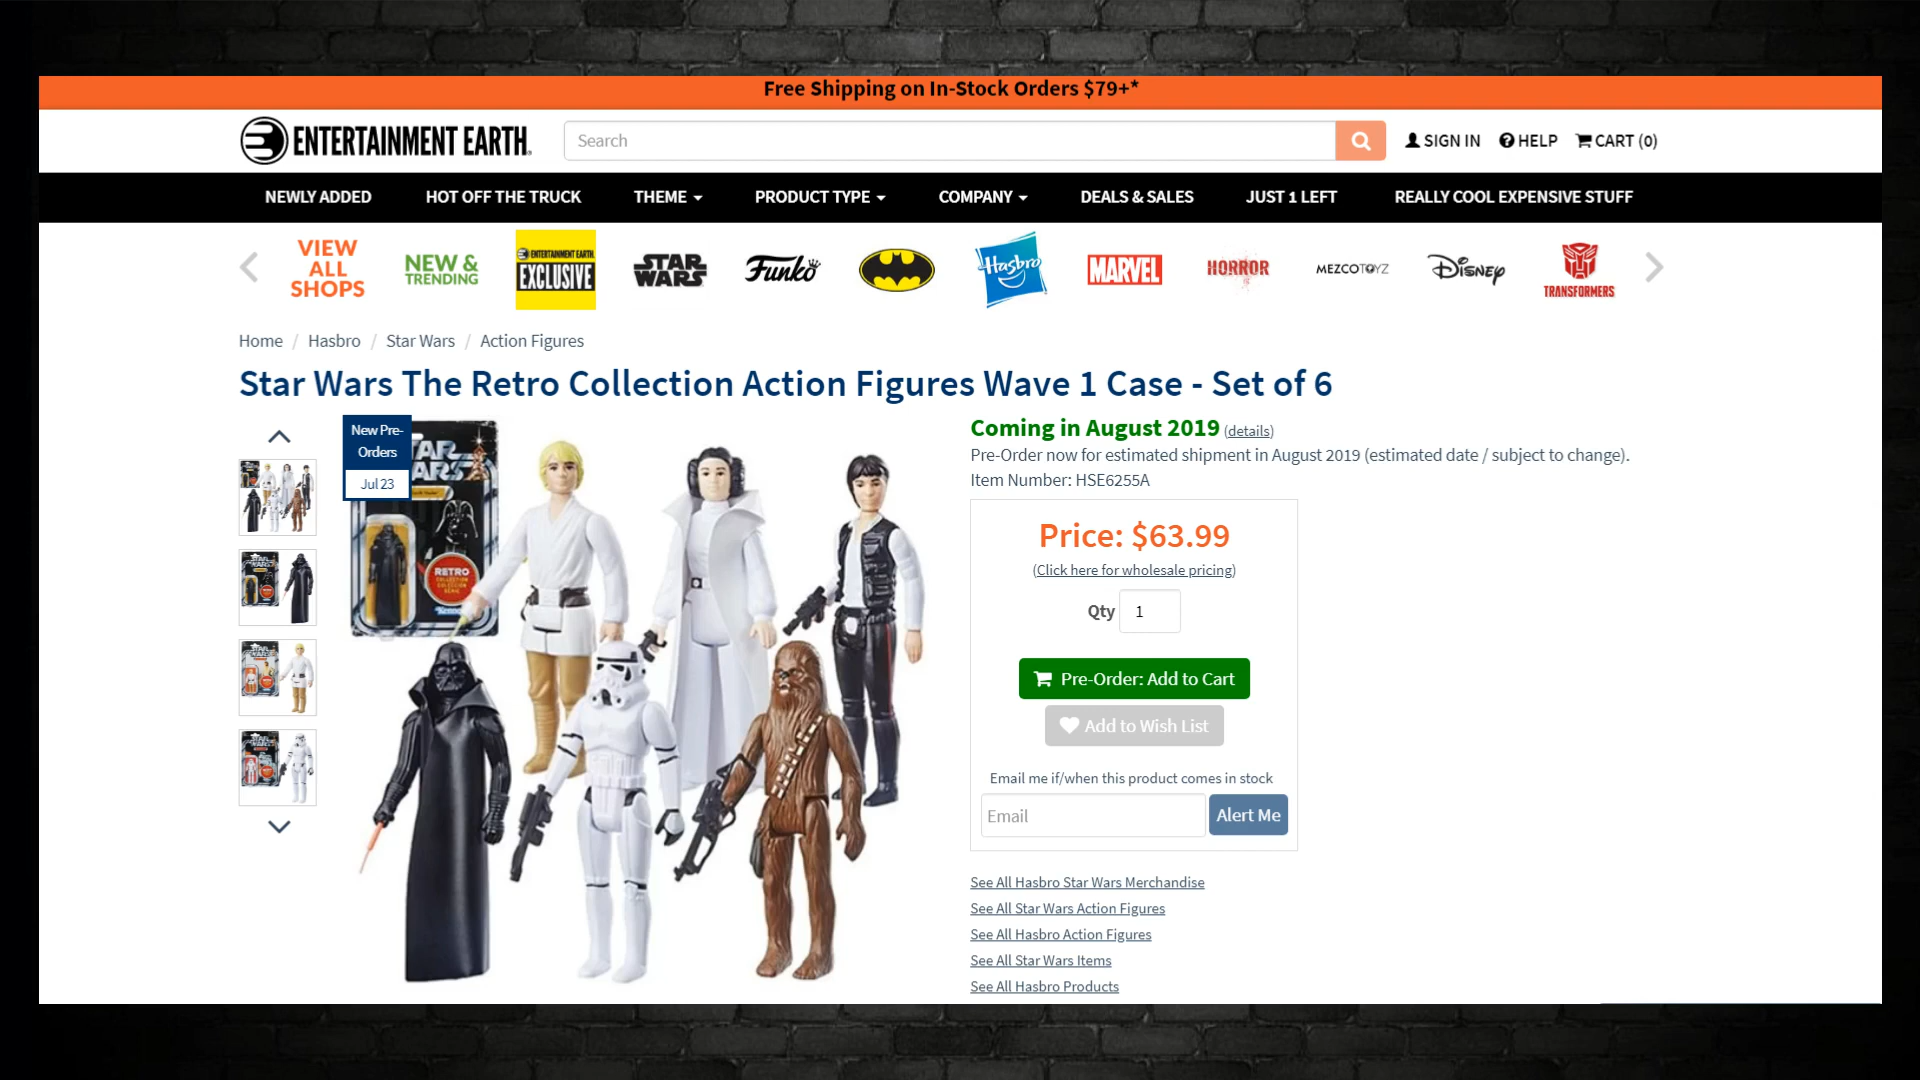 Free Shipping on In-Stock Orders $79+*
ENTERTAINMENT EARTH
Search
SIGN IN
HELP
CART (0)
NEWLY ADDED
HOT OFF THE TRUCK
THEME
PRODUCT TYPE
COMPANY
DEALS & SALES
JUST 1 LEFT
REALLY COOL EXPENSIVE STUFF
VIEW
ALL
SHOPS
NEW &
TRENDING
ENTERTAINMENT EARTH
EXCLUSIVE
STAR
WARS
Funko
Hasbro
MARVEL
HORROR
MEZCOTOYZ
Disney
TRANSFORMERS
Home / Hasbro / Star Wars / Action Figures
Star Wars The Retro Collection Action Figures Wave 1 Case - Set of 6
New Pre-
Orders
Jul 23
RETRO
Kenner
Coming in August 2019 (details)
Pre-Order now for estimated shipment in August 2019 (estimated date / subject to change).
Item Number: HSE6255A
Price: $63.99
(Click here for wholesale pricing)
Qty 1
Pre-Order: Add to Cart
Add to Wish List
Email me if/when this product comes in stock
Email
Alert Me
See All Hasbro Star Wars Merchandise
See All Star Wars Action Figures
See All Hasbro Action Figures
See All Star Wars Items
See All Hasbro Products